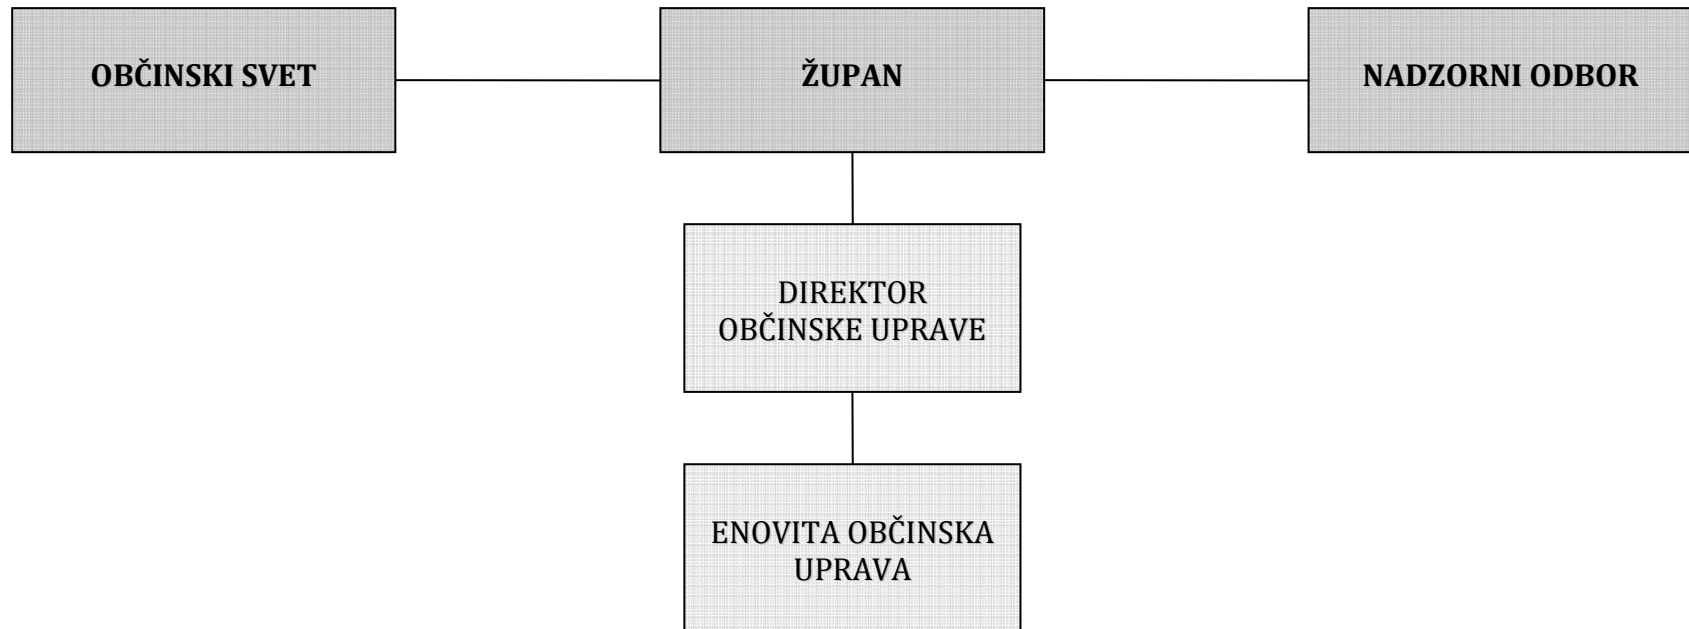 OBČINSKI SVET
ŽUPAN
NADZORNI ODBOR
DIREKTOR
OBČINSKE UPRAVE
ENOVITA OBČINSKA
UPRAVA